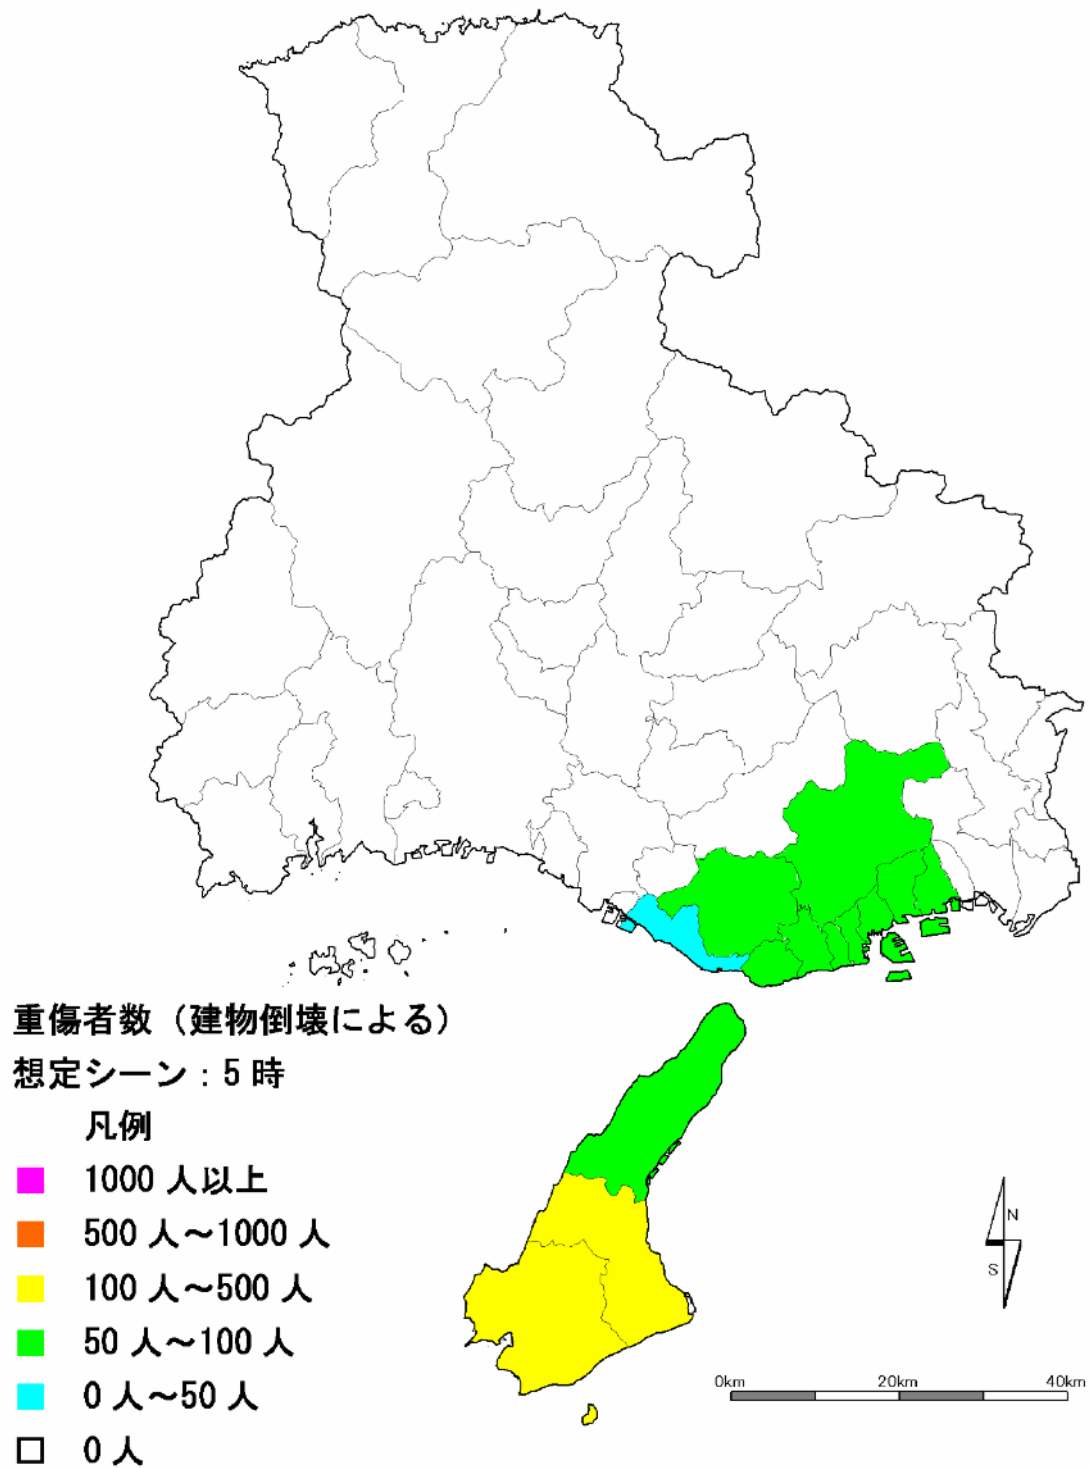 重傷者数（建物倒壊による）
想定シーン：5時
凡例
1000人以上
500人～1000人
100人～500人
50人～100人
0人～50人
0人
N
S
0km 20km 40km